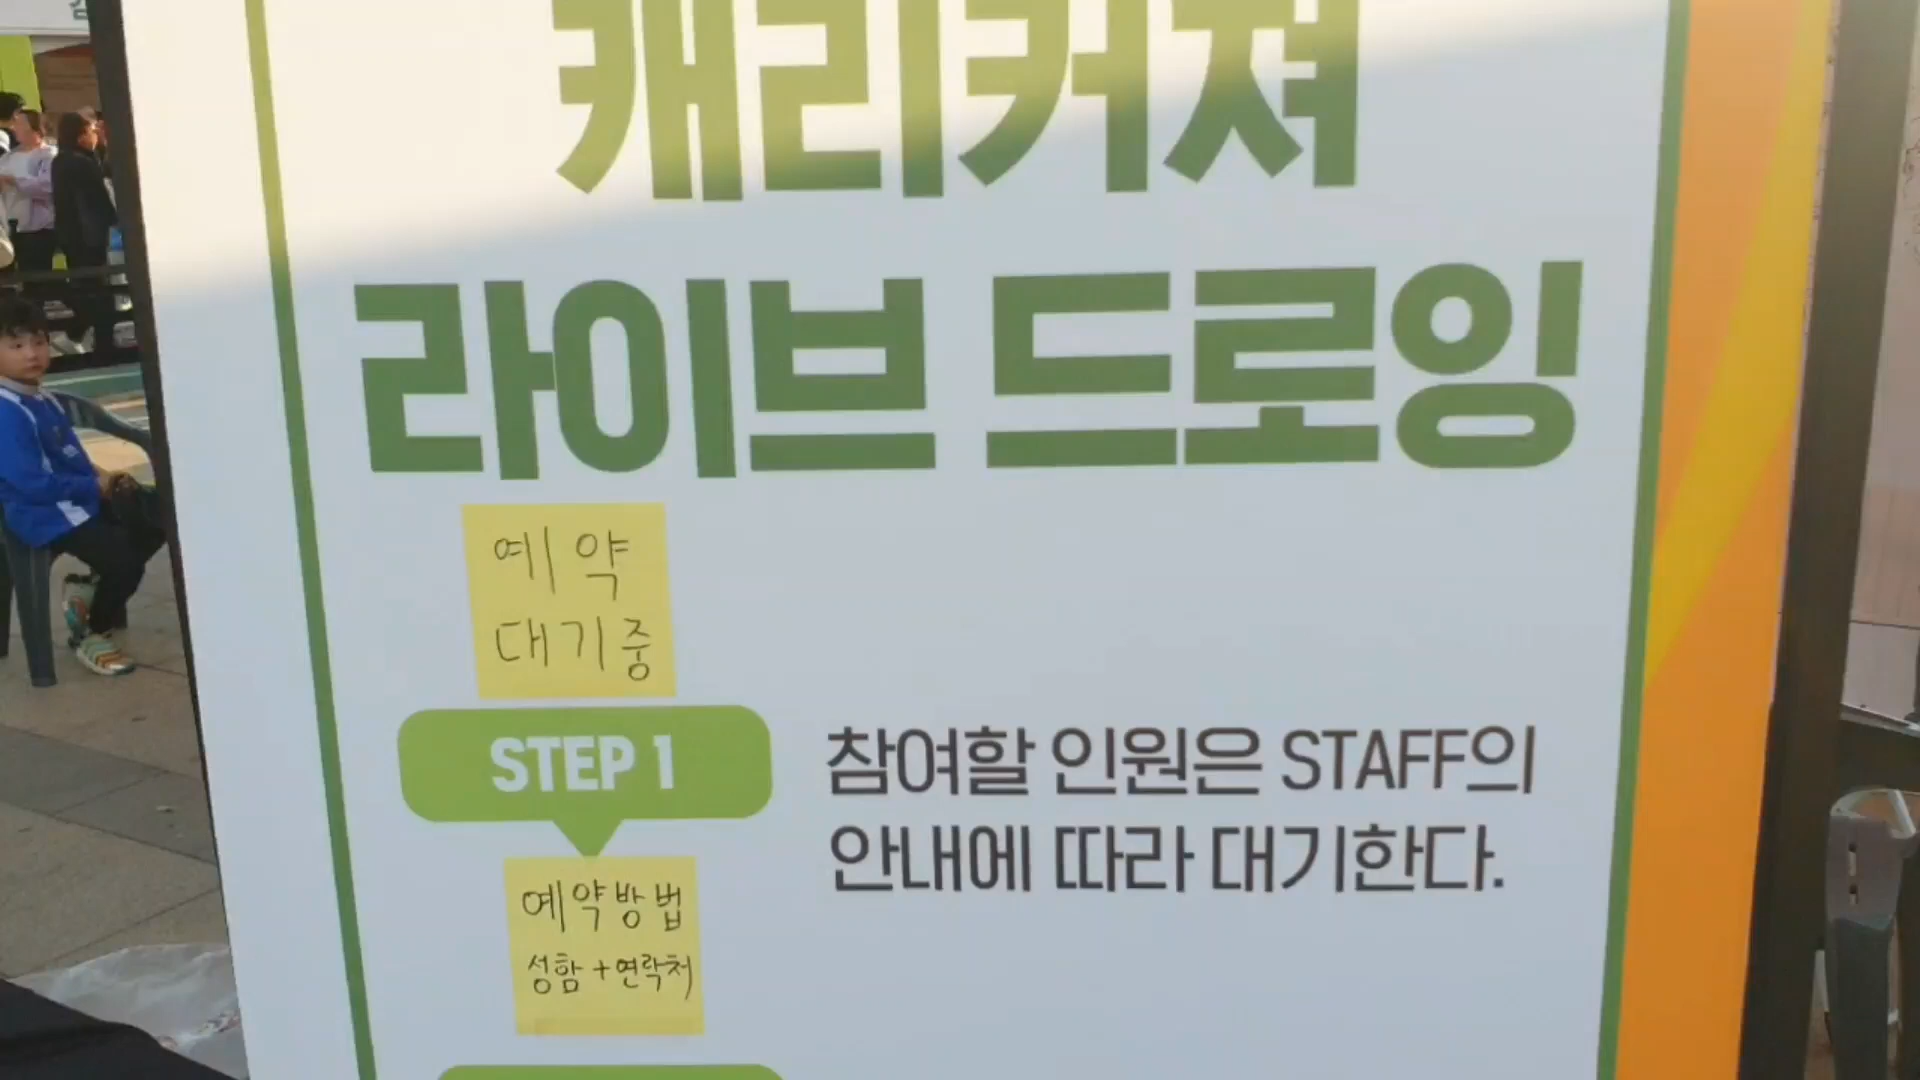 캐리커쳐
라이브 드로잉
예약
대기중
STEP 1
참여할 인원은 STAFF의
안내에 따라 대기한다.
예약방법
성함+연락처